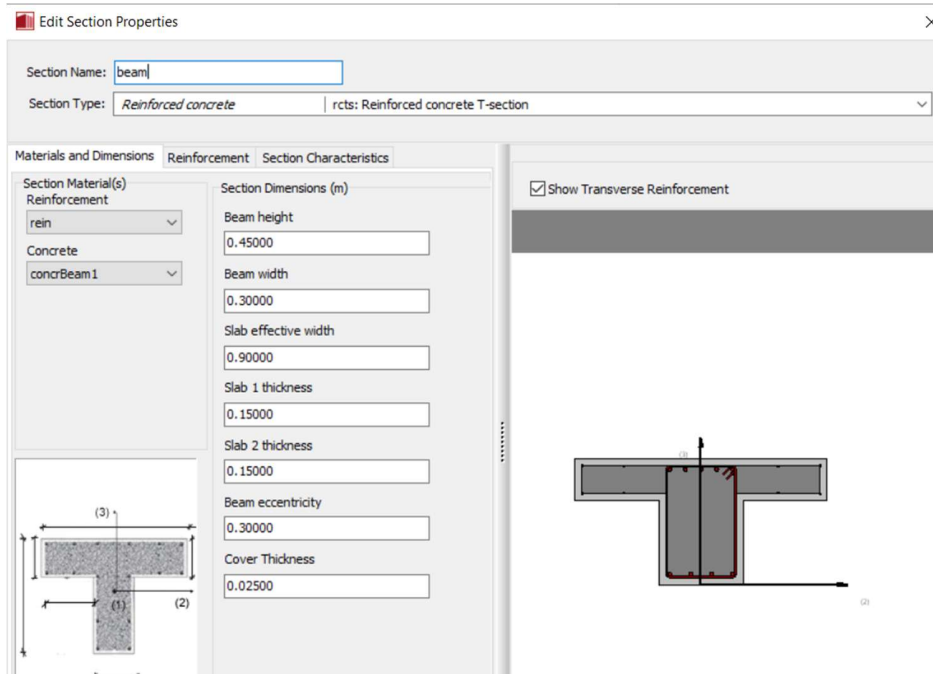 Edit Section Properties
Section Name: beam
Section Type: Reinforced concrete rcts: Reinforced concrete T-section
Materials and Dimensions Reinforcement Section Characteristics
Section Material(s)
Reinforcement
rein
Concrete
concrBeam1
Section Dimensions (m)
Beam height
0.45000
Beam width
0.30000
Slab effective width
0.90000
Slab 1 thickness
0.15000
Slab 2 thickness
0.15000
Beam eccentricity
0.30000
Cover Thickness
0.02500
Show Transverse Reinforcement
(3)
(2)
(3)
(1)
(2)